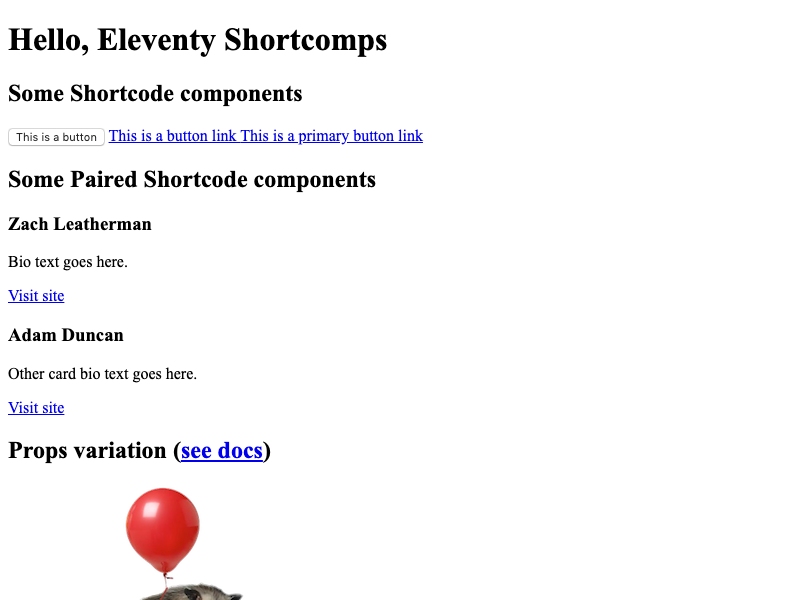 Hello, Eleventy Shortcomps
Some Shortcode components
This is a button This is a button link This is a primary button link
Some Paired Shortcode components
Zach Leatherman
Bio text goes here.
Visit site
Adam Duncan
Other card bio text goes here.
Visit site
Props variation (see docs)